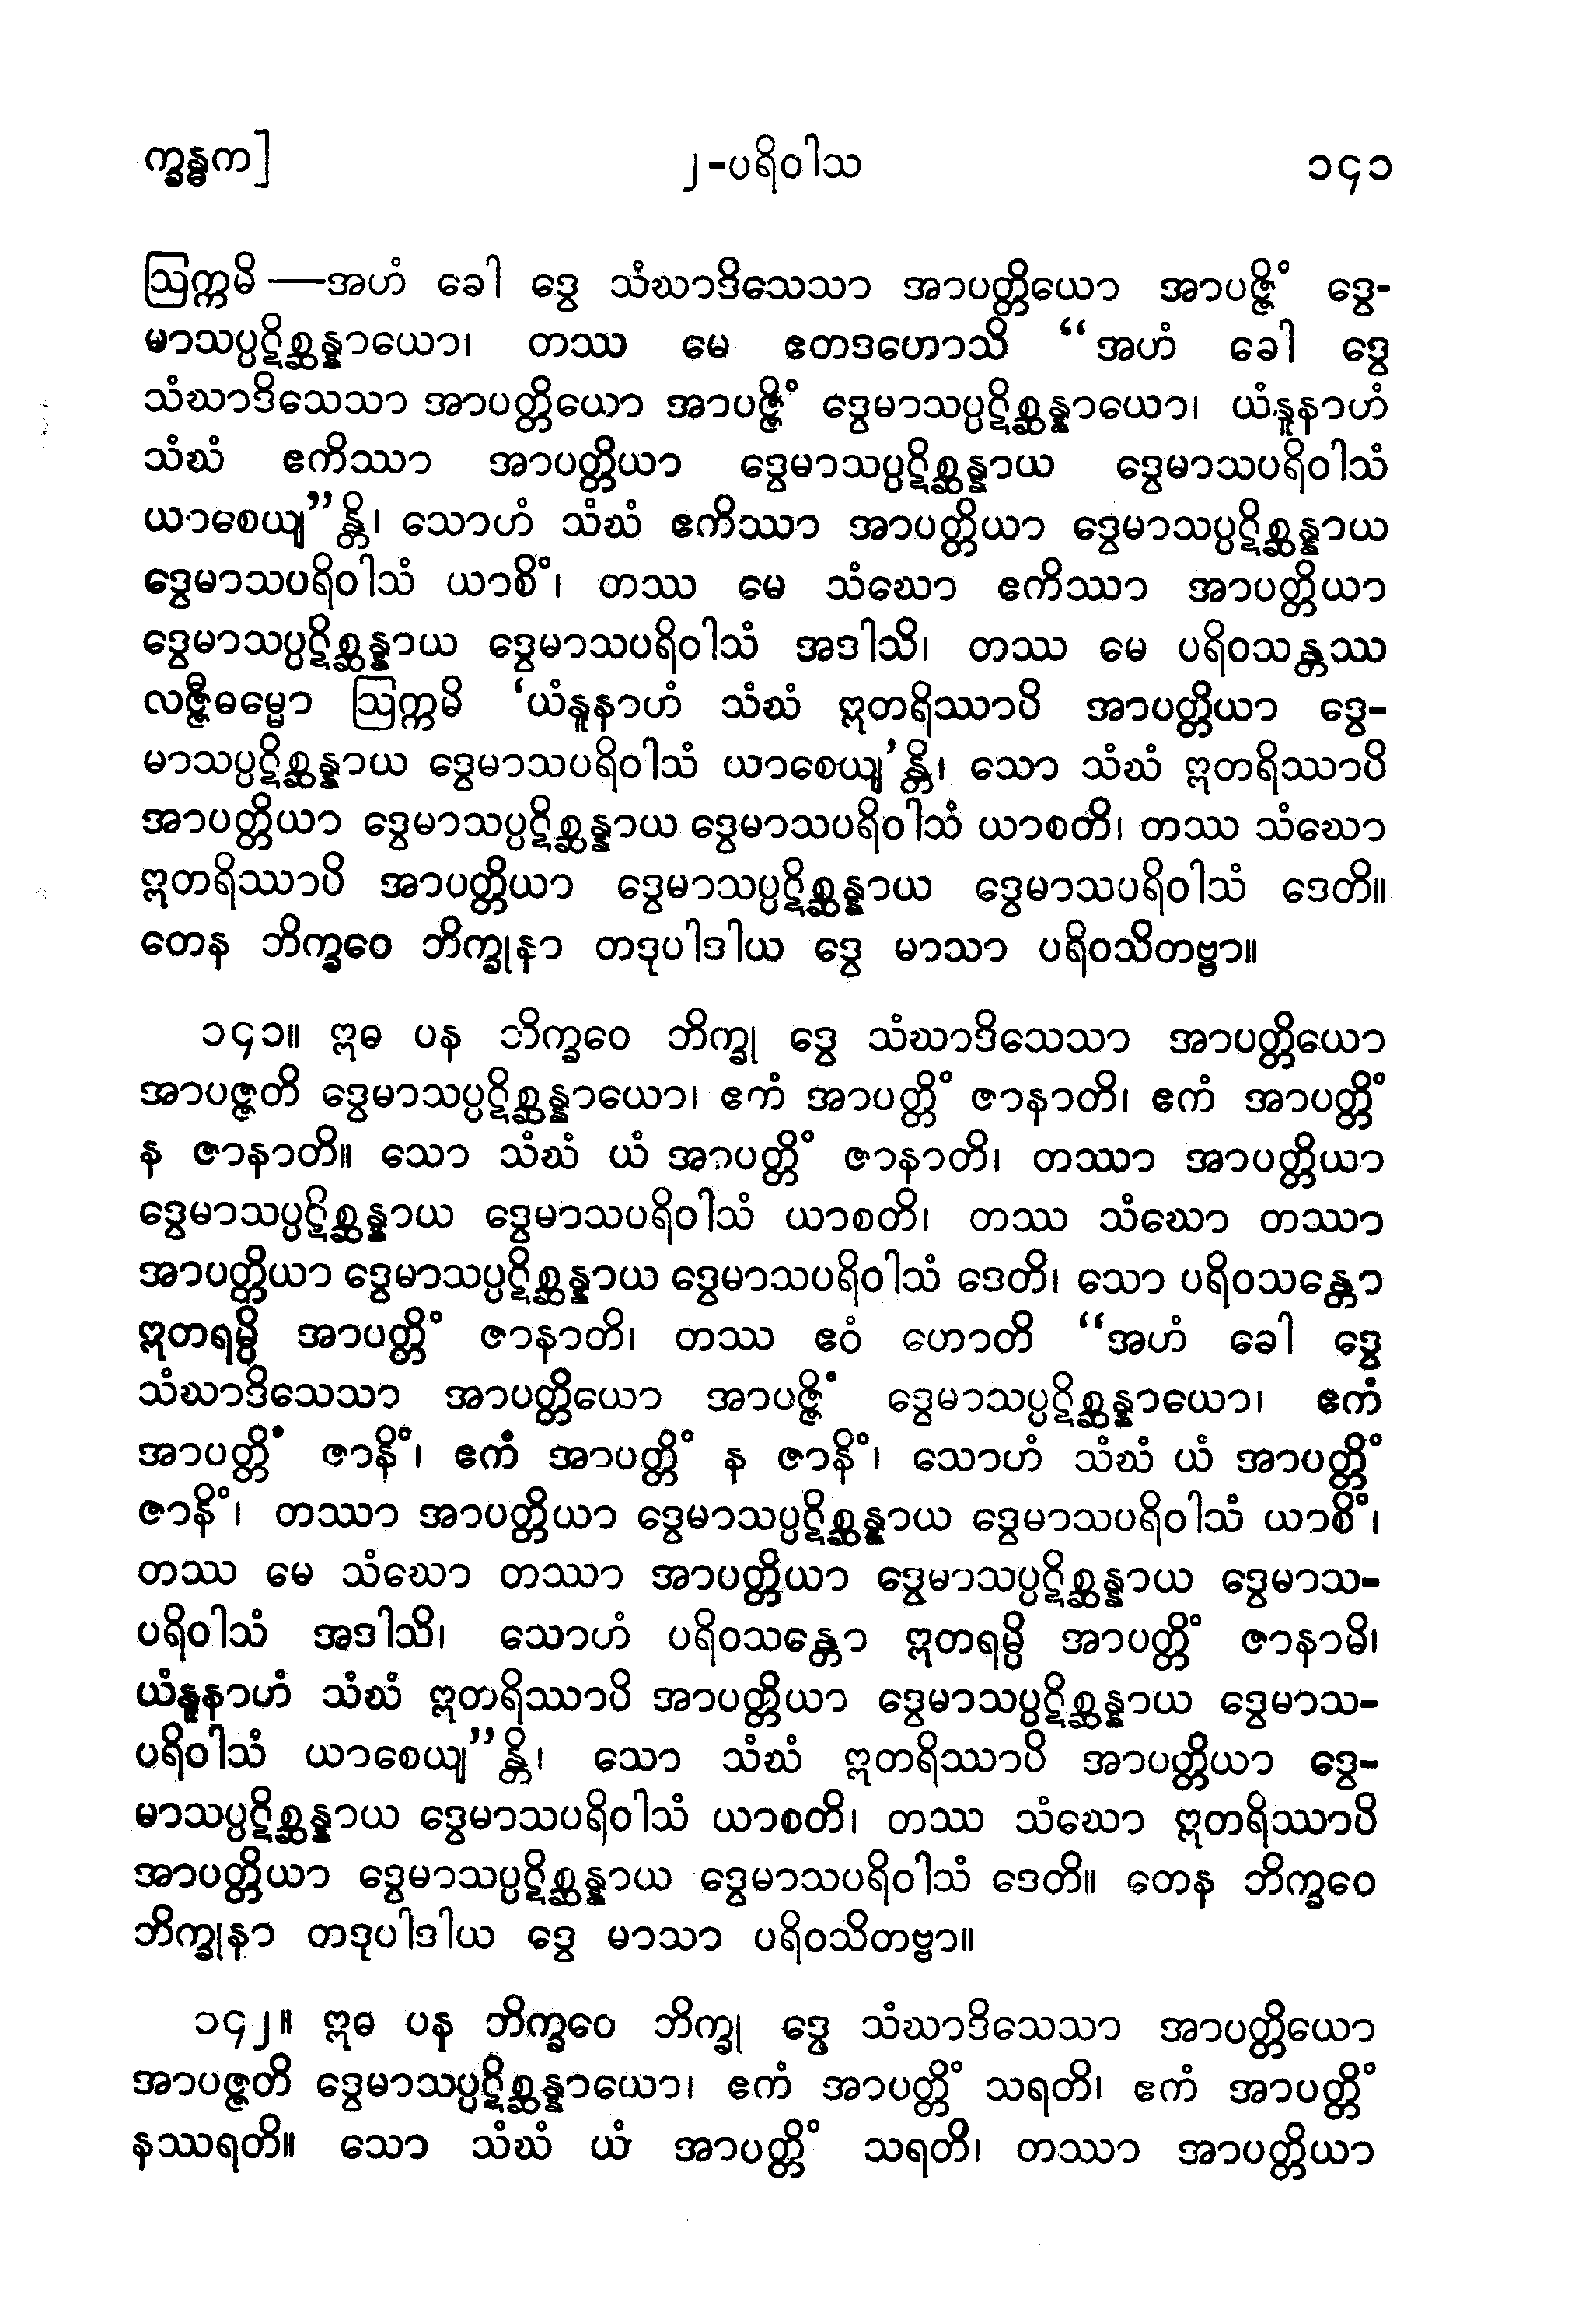 က္ခန္ဓက]
၂-ပရိဝါသ
၁၄၁
ဩက္ကမိ —အဟံ ခေါ ဒွေ သံဃာဒိသေသာ အာပတ္တိယော အာပဇ္ဇိံ ဒွေ-
မာသပ္ပဋိစ္ဆန္နာယော၊ တဿ မေ ဧတဒဟောသိ “အဟံ ခေါ ဒွေ
သံဃာဒိသေသာ အာပတ္တိယော အာပဇ္ဇိံ ဒွေမာသပ္ပဋိစ္ဆန္နာယော၊ ယံနူနာဟံ
သံဃံ ဧကိဿာ အာပတ္တိယာ ဒွေမာသပ္ပဋိစ္ဆန္နာယ ဒွေမာသပရိဝါသံ
ယာစေယျ”န္တိ၊ သောဟံ သံဃံ ဧကိဿာ အာပတ္တိယာ ဒွေမာသပ္ပဋိစ္ဆန္နာယ
ဒွေမာသပရိဝါသံ ယာစိံ၊ တဿ မေ သံဃော ဧကိဿာ အာပတ္တိယာ
ဒွေမာသပ္ပဋိစ္ဆန္နာယ ဒွေမာသပရိဝါသံ အဒါသိ၊ တဿ မေ ပရိဝသန္တဿ
လဇ္ဇီဓမ္မော ဩက္ကမိ ‘ယံနူနာဟံ သံဃံ ဣတရိဿာပိ အာပတ္တိယာ ဒွေ-
မာသပ္ပဋိစ္ဆန္နာယ ဒွေမာသပရိဝါသံ ယာစေယျ’န္တိ၊ သော သံဃံ ဣတရိဿာပိ
အာပတ္တိယာ ဒွေမာသပ္ပဋိစ္ဆန္နာယ ဒွေမာသပရိဝါသံ ယာစတိ၊ တဿ သံဃော
ဣတရိဿာပိ အာပတ္တိယာ ဒွေမာသပ္ပဋိစ္ဆန္နာယ ဒွေမာသပရိဝါသံ ဒေတိ။
တေန ဘိက္ခဝေ ဘိက္ခုနာ တဒုပါဒါယ ဒွေ မာသာ ပရိဝသိတဗ္ဗာ။
၁၄၁။ ဣဓ ပန ဘိက္ခဝေ ဘိက္ခု ဒွေ သံဃာဒိသေသာ အာပတ္တိယော
အာပဇ္ဇတိ ဒွေမာသပ္ပဋိစ္ဆန္နာယော၊ ဧကံ အာပတ္တိံ ဇာနာတိ၊ ဧကံ အာပတ္တိံ
န ဇာနာတိ။ သော သံဃံ ယံ အာပတ္တိံ ဇာနာတိ၊ တဿာ အာပတ္တိယာ
ဒွေမာသပ္ပဋိစ္ဆန္နာယ ဒွေမာသပရိဝါသံ ယာစတိ၊ တဿ သံဃော တဿာ
အာပတ္တိယာ ဒွေမာသပ္ပဋိစ္ဆန္နာယ ဒွေမာသပရိဝါသံ ဒေတိ၊ သော ပရိဝသန္တော
ဣတရမ္ပိ အာပတ္တိံ ဇာနာတိ၊ တဿ ဧဝံ ဟောတိ “အဟံ ခေါ ဒွေ
သံဃာဒိသေသာ အာပတ္တိယော အာပဇ္ဇိံ ဒွေမာသပ္ပဋိစ္ဆန္နာယော၊ ဧကံ
အာပတ္တိံ ဇာနိံ၊ ဧကံ အာပတ္တိံ န ဇာနိံ၊ သောဟံ သံဃံ ယံ အာပတ္တိံ
ဇာနိံ၊ တဿာ အာပတ္တိယာ ဒွေမာသပ္ပဋိစ္ဆန္နာယ ဒွေမာသပရိဝါသံ ယာစိံ၊
တဿ မေ သံဃော တဿာ အာပတ္တိယာ ဒွေမာသပ္ပဋိစ္ဆန္နာယ ဒွေမာသ-
ပရိဝါသံ အဒါသိ၊ သောဟံ ပရိဝသန္တော ဣတရမ္ပိ အာပတ္တိံ ဇာနာမိ၊
ယံနူနာဟံ သံဃံ ဣတရိဿာပိ အာပတ္တိယာ ဒွေမာသပ္ပဋိစ္ဆန္နာယ ဒွေမာသ-
ပရိဝါသံ ယာစေယျ”န္တိ၊ သော သံဃံ ဣတရိဿာပိ အာပတ္တိယာ ဒွေ-
မာသပ္ပဋိစ္ဆန္နာယ ဒွေမာသပရိဝါသံ ယာစတိ၊ တဿ သံဃော ဣတရိဿာပိ
အာပတ္တိယာ ဒွေမာသပ္ပဋိစ္ဆန္နာယ ဒွေမာသပရိဝါသံ ဒေတိ။ တေန ဘိက္ခဝေ
ဘိက္ခုနာ တဒုပါဒါယ ဒွေ မာသာ ပရိဝသိတဗ္ဗာ။
၁၄၂။ ဣဓ ပန ဘိက္ခဝေ ဘိက္ခု ဒွေ သံဃာဒိသေသာ အာပတ္တိယော
အာပဇ္ဇတိ ဒွေမာသပ္ပဋိစ္ဆန္နာယော၊ ဧကံ အာပတ္တိံ သရတိ၊ ဧကံ အာပတ္တိံ
နဿရတိ။ သော သံဃံ ယံ အာပတ္တိံ သရတိ၊ တဿာ အာပတ္တိယာ